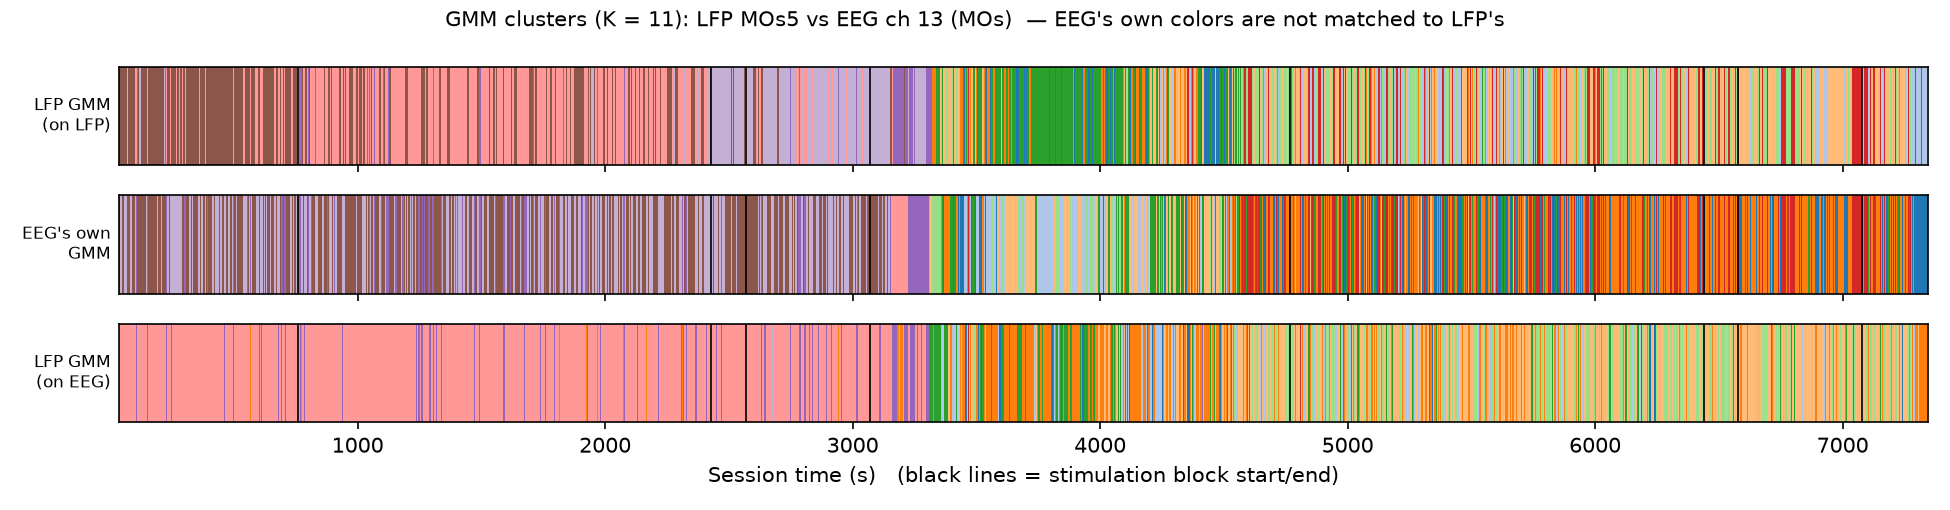 GMM clusters (K = 11): LFP MOs5 vs EEG ch 13 (MOs)  — EEG's own colors are not matched to LFP's
LFP GMM
(on LFP)
EEG's own
GMM
LFP GMM
(on EEG)
1000 2000 3000 4000 5000 6000 7000
Session time (s)   (black lines = stimulation block start/end)